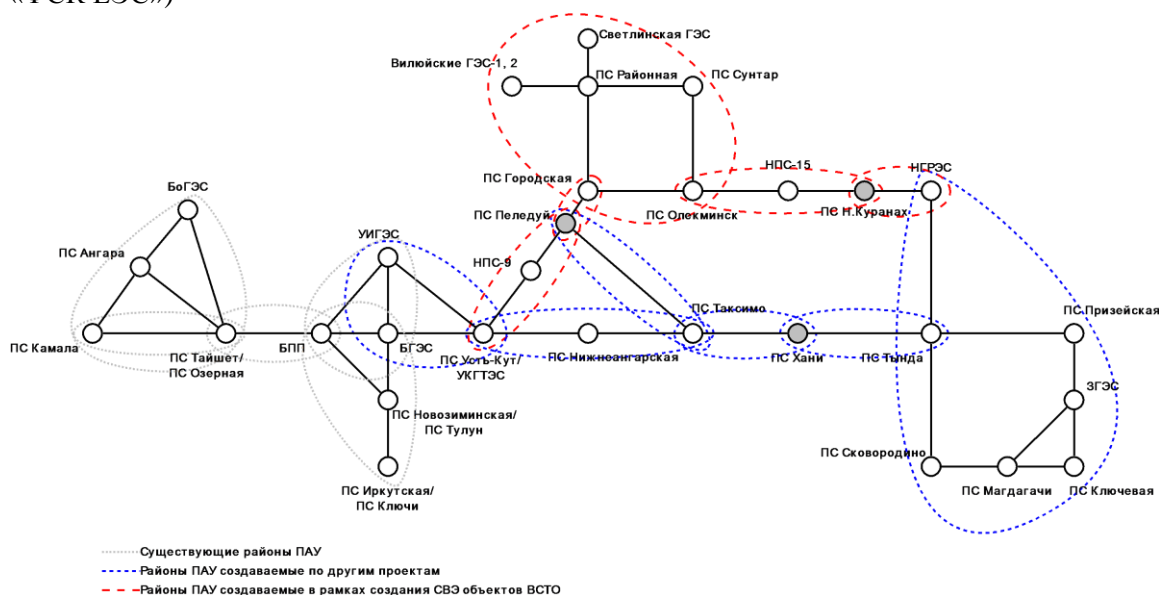 Светлинская ГЭС
Вилюйские ГЭС-1, 2
ПС Районная
ПС Сунтар
БоГЭС
ПС Городская
НПС-15
НГРЭС
ПС Пеледуй
ПС Олекминск
ПС Н.Куранах
УИГЭС
ПС Ангара
НПС-9
ПС Таксимо
ПС Призейская
ПС Камала
ПС Тайшет/
ПС Озерная
БПП
БГЭС
ПС Усть-Кут/
УКГТЭС
ПС Нижноангарская
ПС Хани
ПС Тында
ЗГЭС
ПС Новозиминская/
ПС Тулун
ПС Сковородино
ПС Иркутская/
ПС Ключи
ПС Магдагачи
ПС Ключевая
Существующие районы ПАУ
Районы ПАУ создаваемые по другим проектам
Районы ПАУ создаваемые в рамках создания СВЭ объектов ВСТО